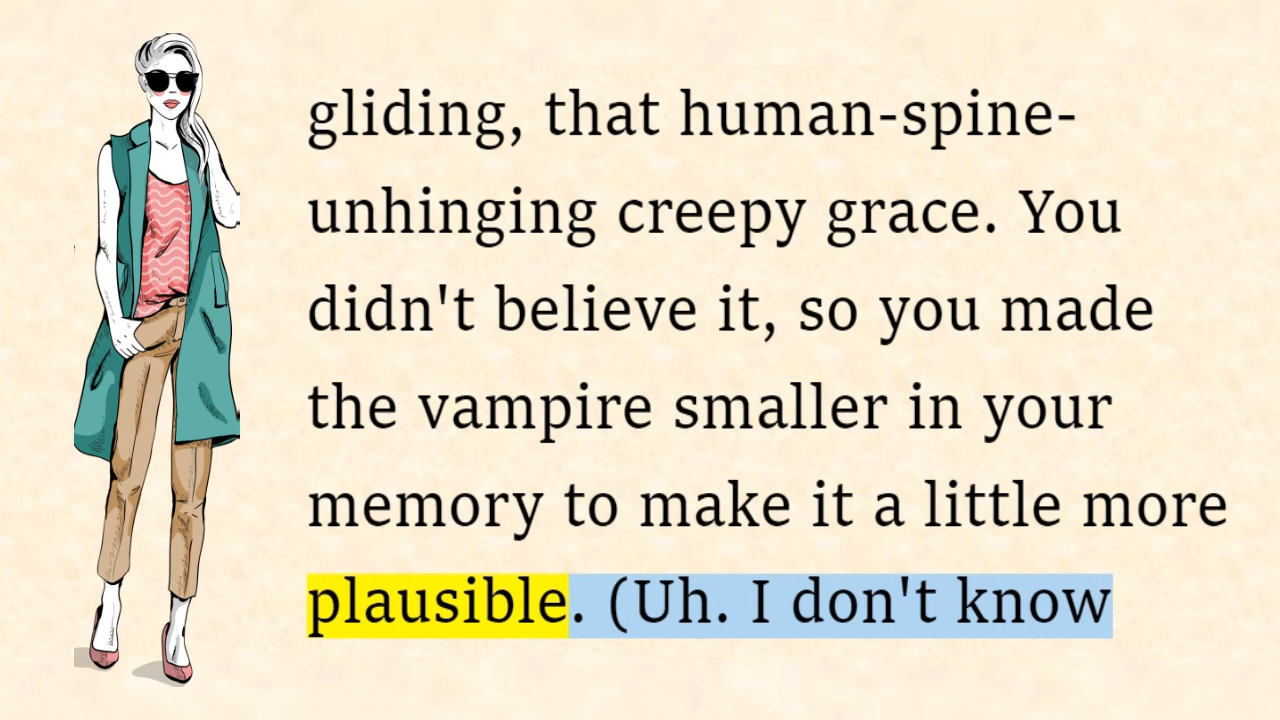 gliding, that human-spine-
unhinging creepy grace. You
didn't believe it, so you made
the vampire smaller in your
memory to make it a little more
plausible. (Uh. I don't know